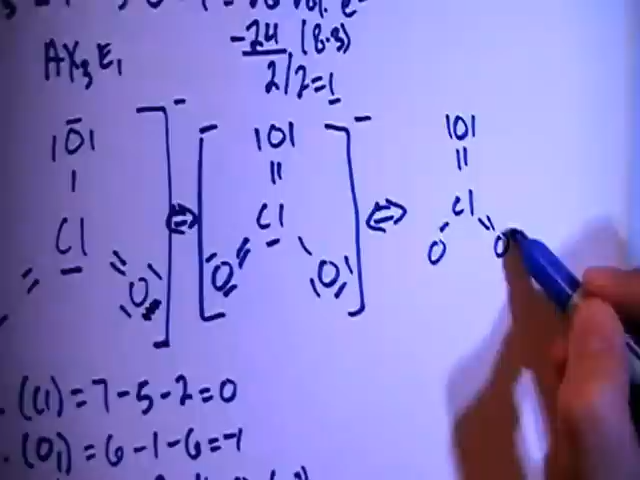 AX₃E₁
-24 (8·3)
2/2=1
|O| ] - [ |O| ] - |O|
Cl ⇔ Cl ⇔ Cl
O O O O O
(Cl)=7-5-2=0
(O₁)=6-1-6=-1